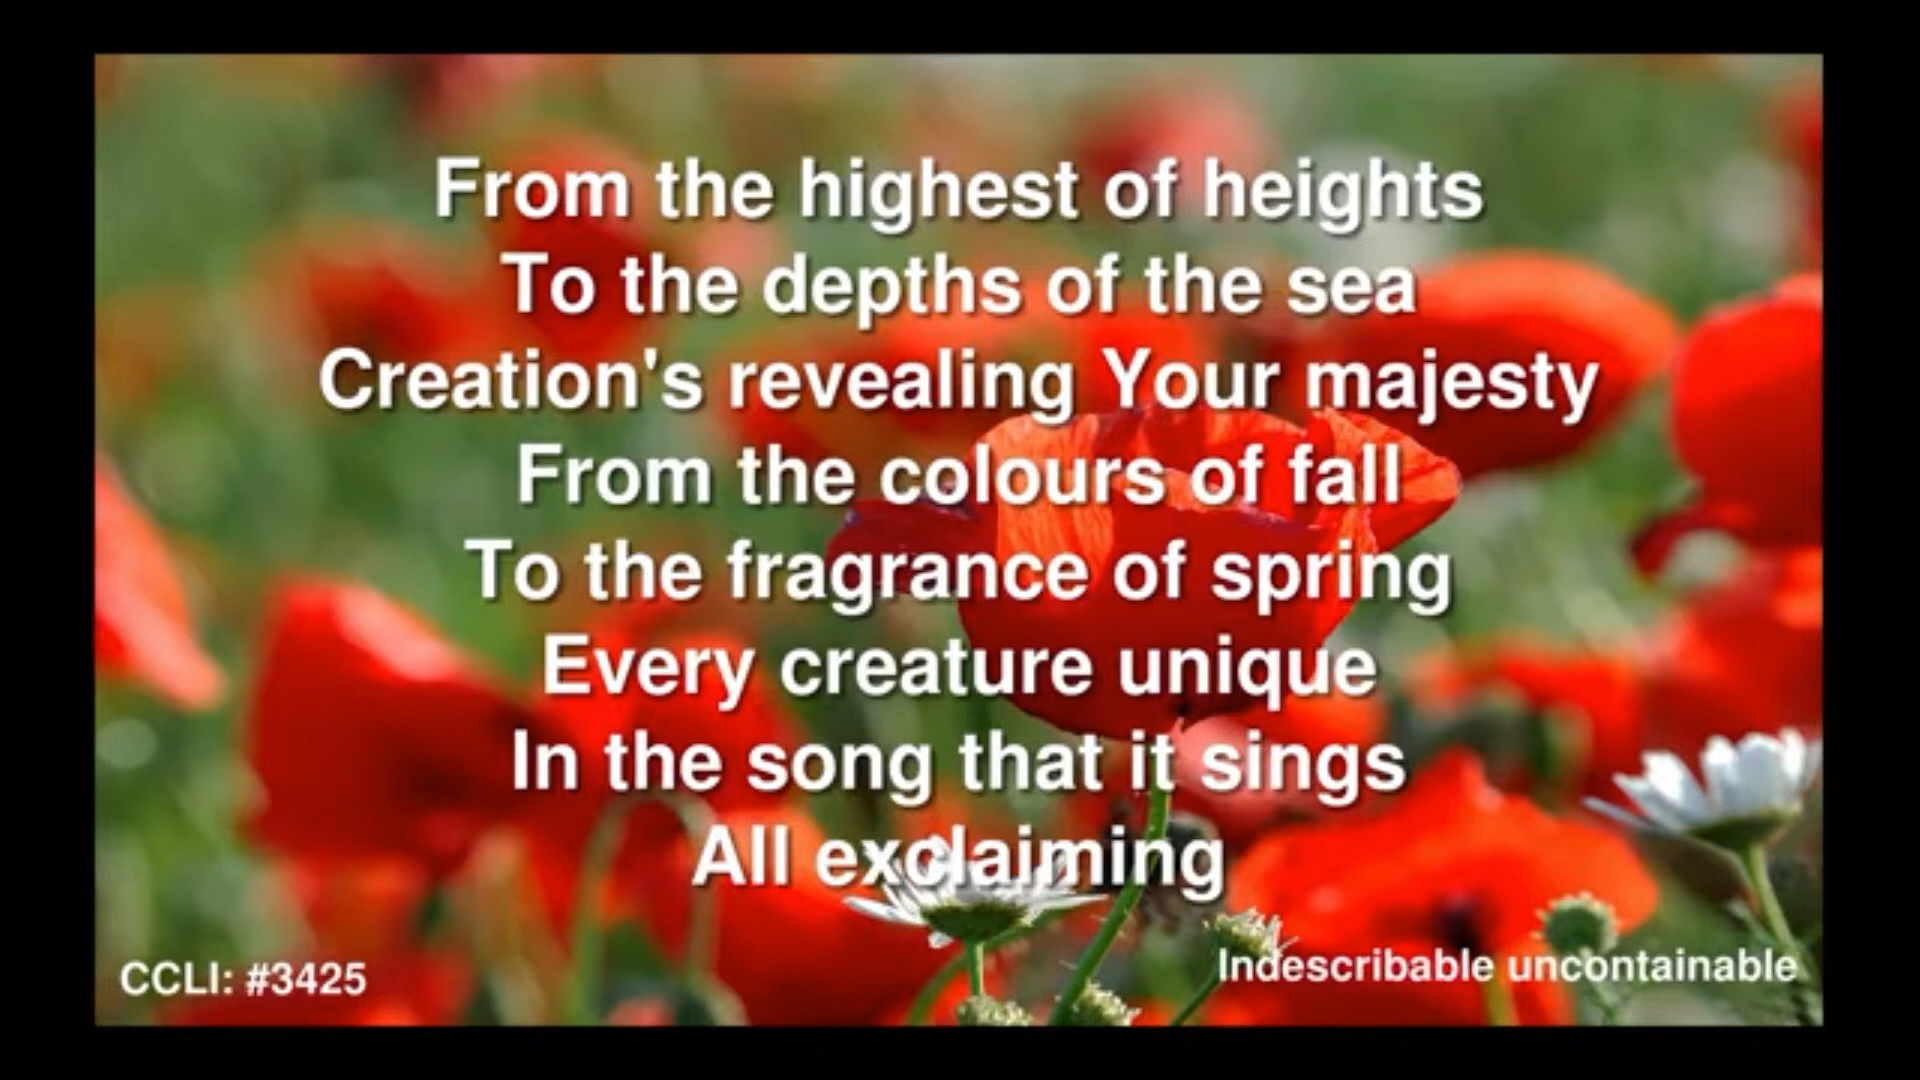 From the highest of heights
To the depths of the sea
Creation's revealing Your majesty
From the colours of fall
To the fragrance of spring
Every creature unique
In the song that it sings
All exclaiming
CCLI: #3425
Indescribable uncontainable